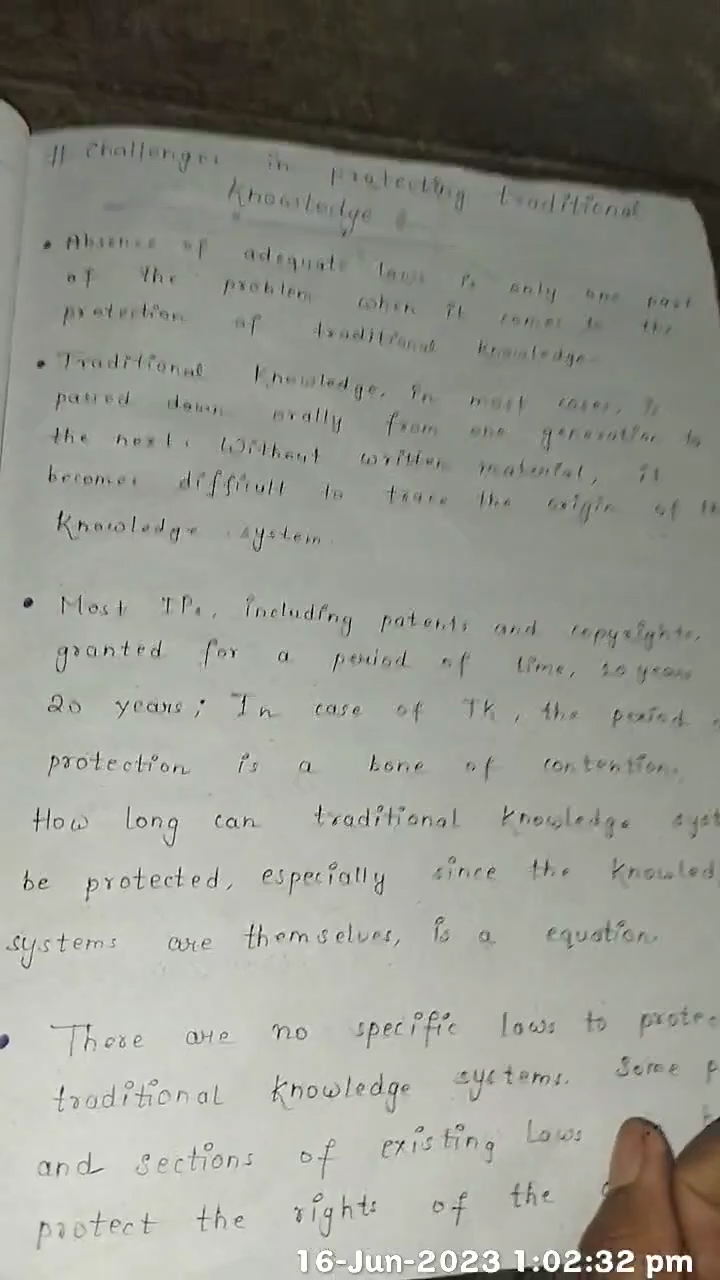 # Challenges in protecting traditional
Knowledge
• Absence of adequate laws is only one part
of the problem when it comes to the
protection of traditional knowledge.
• Traditional Knowledge, in most cases, is
passed down orally from one generation to
the next. Without written material, it
becomes difficult to trace the origin of
Knowledge system.
• Most IPs, including patents and copyrights,
granted for a period of time, 10 years
20 years; In case of TK, the period
protection is a bone of contention.
How long can traditional knowledge
be protected, especially since the
systems are themselves, is a equation.
• There are no specific laws to
traditional knowledge systems. Some
and sections of existing Laws
protect the rights of the
16-Jun-2023 1:02:32 pm